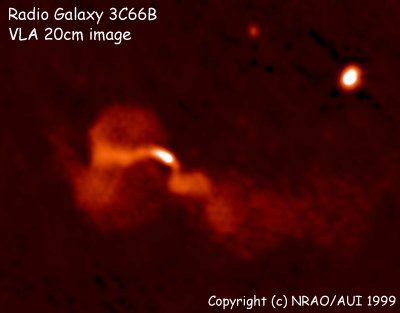 Radio Galaxy 3C66B
VLA 20cm image
Copyright (c) NRAO/AUI 1999